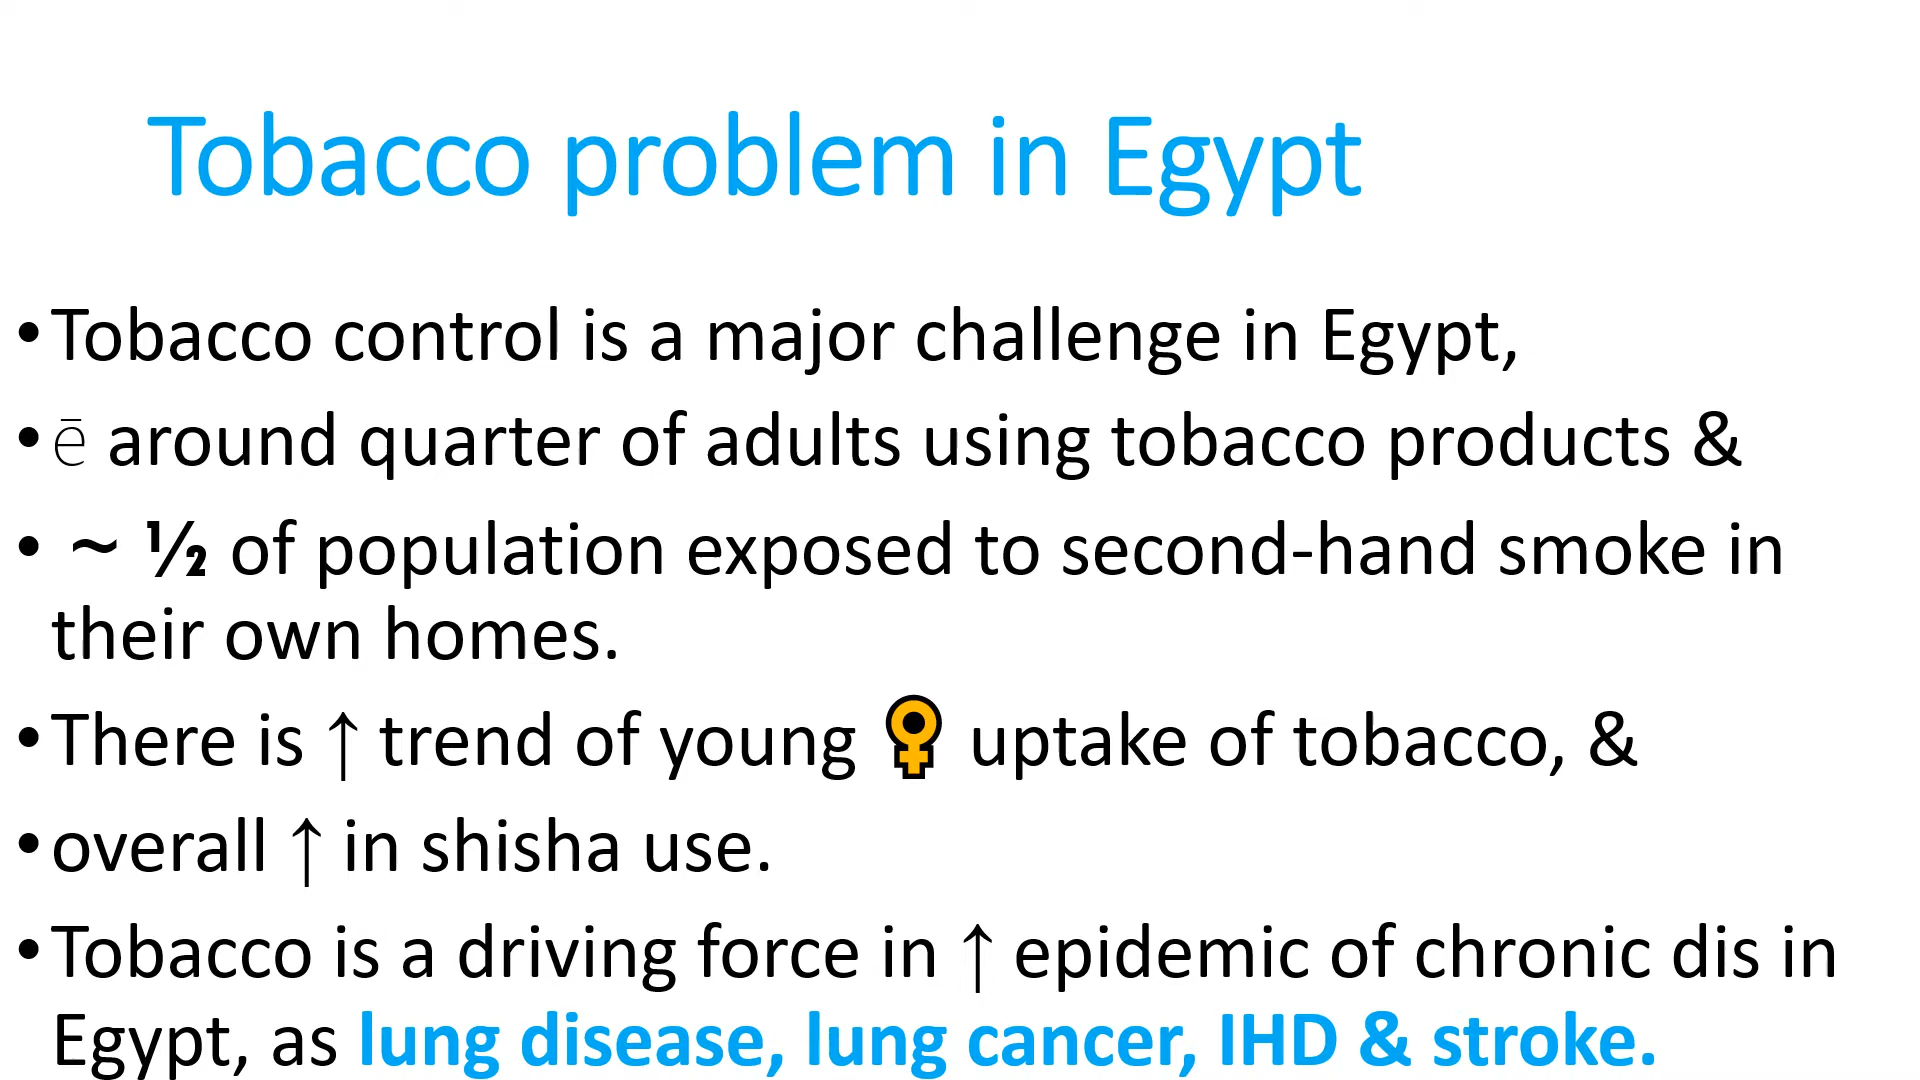 Tobacco problem in Egypt
•Tobacco control is a major challenge in Egypt,
•ē around quarter of adults using tobacco products &
• ~ ½ of population exposed to second-hand smoke in
their own homes.
•There is ↑ trend of young ♀ uptake of tobacco, &
•overall ↑ in shisha use.
•Tobacco is a driving force in ↑ epidemic of chronic dis in
Egypt, as lung disease, lung cancer, IHD & stroke.